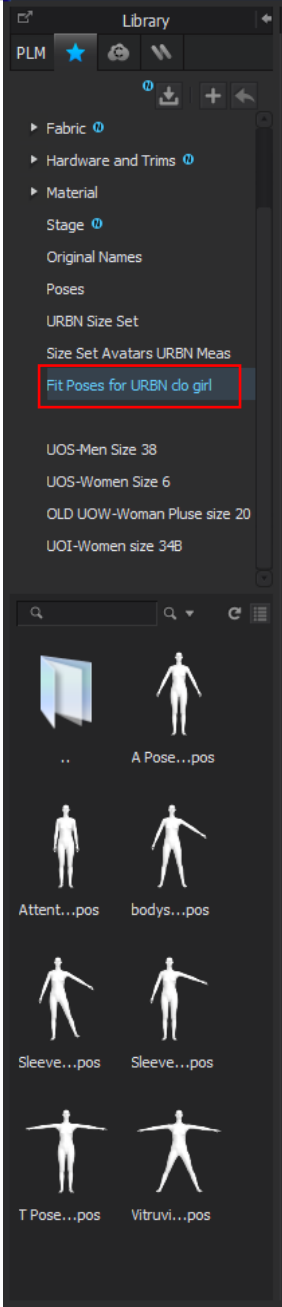 Library
PLM
Fabric
Hardware and Trims
Material
Stage
Original Names
Poses
URBN Size Set
Size Set Avatars URBN Meas
Fit Poses for URBN clo girl
UOS-Men Size 38
UOS-Women Size 6
OLD UOW-Woman Pluse size 20
UOI-Women size 34B
..
A Pose...pos
Attent...pos
bodys...pos
Sleeve...pos
Sleeve...pos
T Pose...pos
Vitruvi...pos